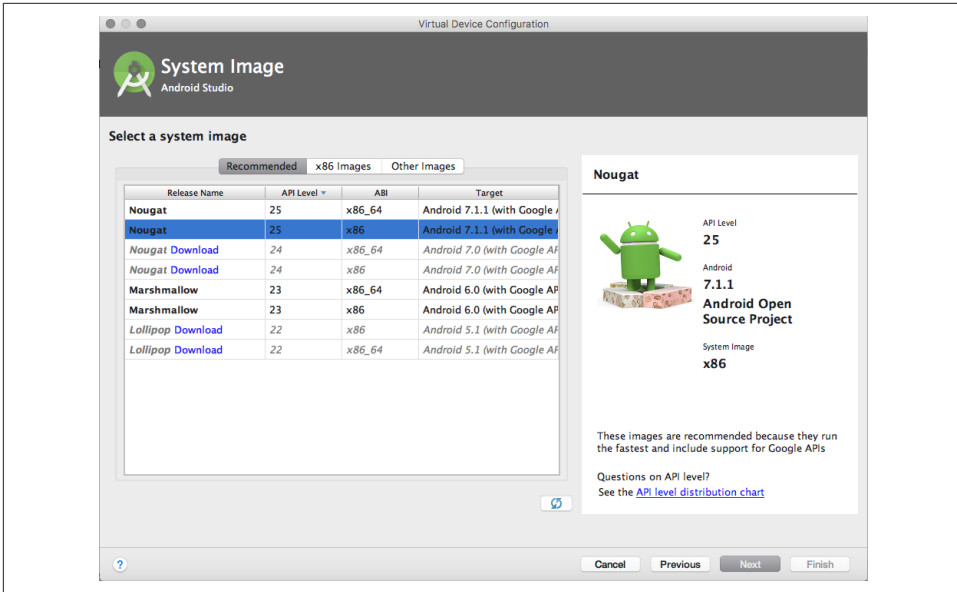 Virtual Device Configuration
System Image
Android Studio
Select a system image
Recommended x86 Images Other Images
Release Name API Level ABI Target
Nougat 25 x86_64 Android 7.1.1 (with Google A
Nougat 25 x86 Android 7.1.1 (with Google A
Nougat Download 24 x86_64 Android 7.0 (with Google AP
Nougat Download 24 x86 Android 7.0 (with Google AP
Marshmallow 23 x86_64 Android 6.0 (with Google AP
Marshmallow 23 x86 Android 6.0 (with Google AP
Lollipop Download 22 x86 Android 5.1 (with Google AP
Lollipop Download 22 x86_64 Android 5.1 (with Google AP
Nougat
API Level
25
Android
7.1.1
Android Open
Source Project
System Image
x86
These images are recommended because they run
the fastest and include support for Google APIs
Questions on API level?
See the API level distribution chart
? Cancel Previous Next Finish